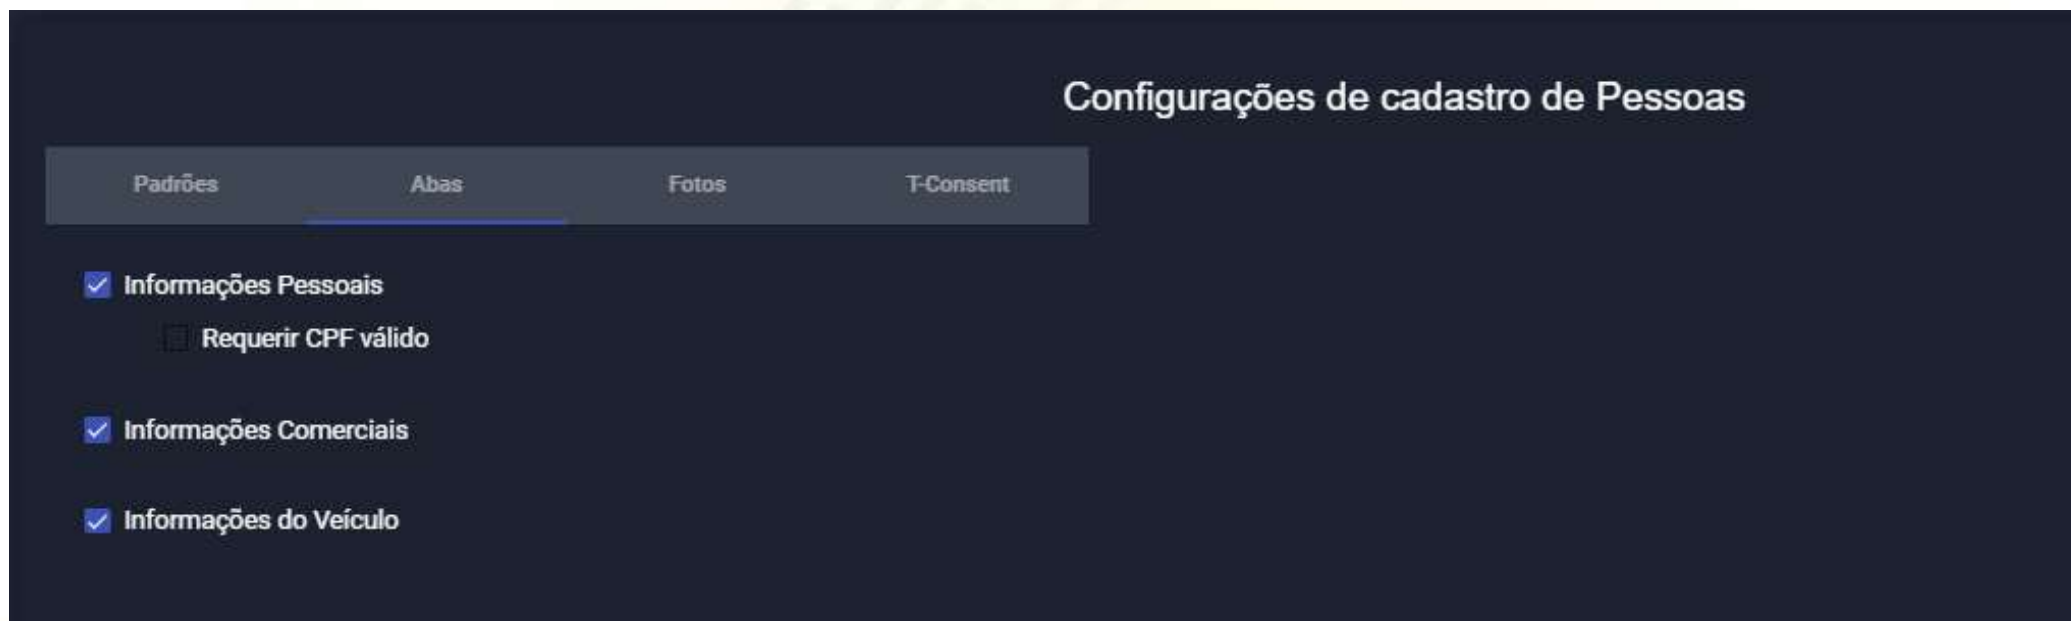 Configurações de cadastro de Pessoas
Padrões Abas Fotos T-Consent
Informações Pessoais
Requerir CPF válido
Informações Comerciais
Informações do Veículo